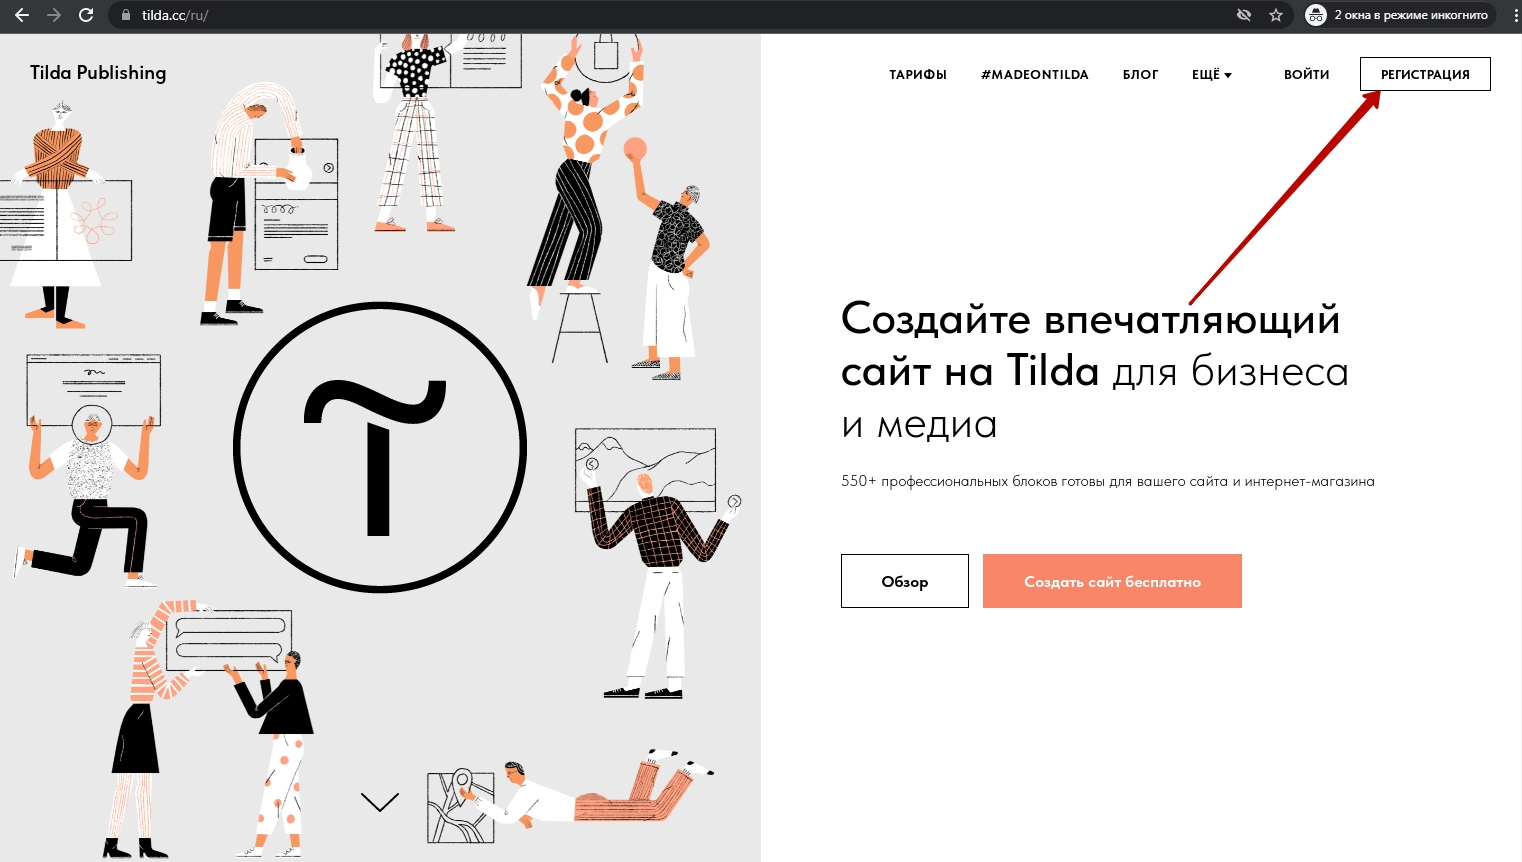 tilda.cc/ru/
2 окна в режиме инкогнито
Tilda Publishing
ТАРИФЫ
#MADEONTILDA
БЛОГ
ЕЩЁ
ВОЙТИ
РЕГИСТРАЦИЯ
Создайте впечатляющий
сайт на Tilda для бизнеса
и медиа
550+ профессиональных блоков готовы для вашего сайта и интернет-магазина
Обзор
Создать сайт бесплатно